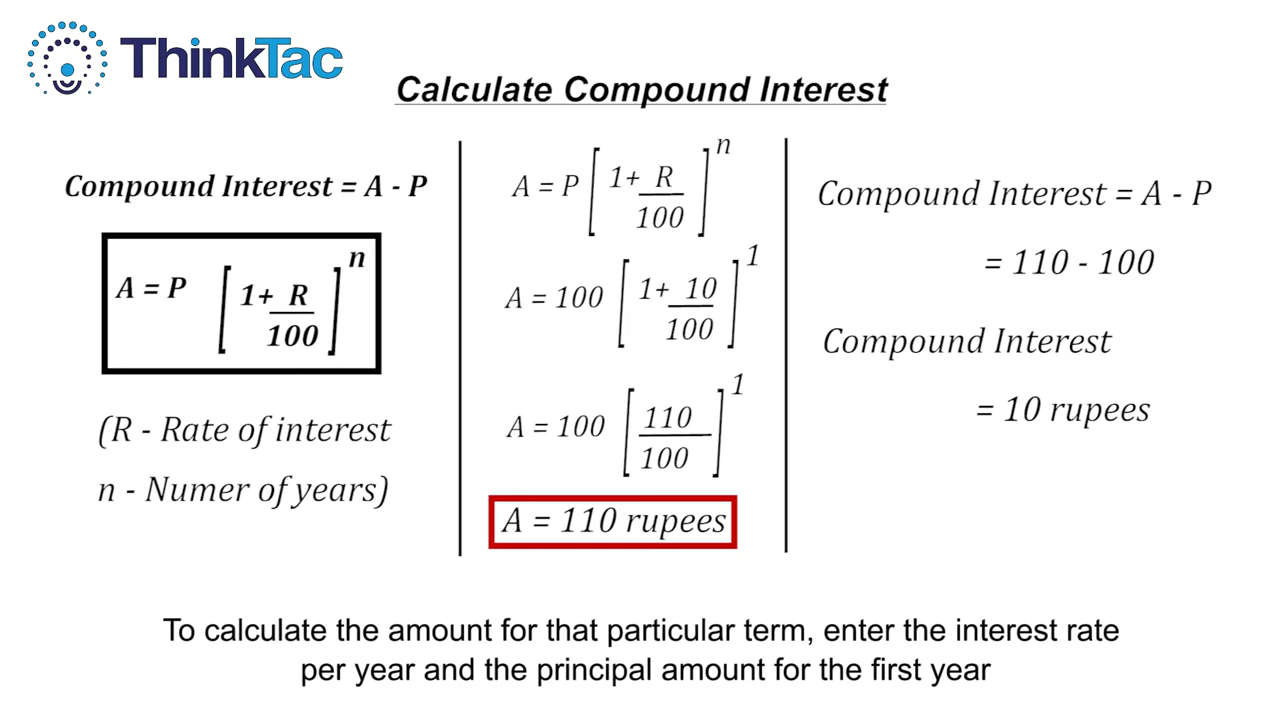 ThinkTac
Calculate Compound Interest
Compound Interest = A - P
A = P [ 1+ R/100 ]^n
(R - Rate of interest
n - Numer of years)
A = P [ 1+ R/100 ]^n
A = 100 [ 1+ 10/100 ]^1
A = 100 [ 110/100 ]^1
A = 110 rupees
Compound Interest = A - P
= 110 - 100
Compound Interest
= 10 rupees
To calculate the amount for that particular term, enter the interest rate
per year and the principal amount for the first year